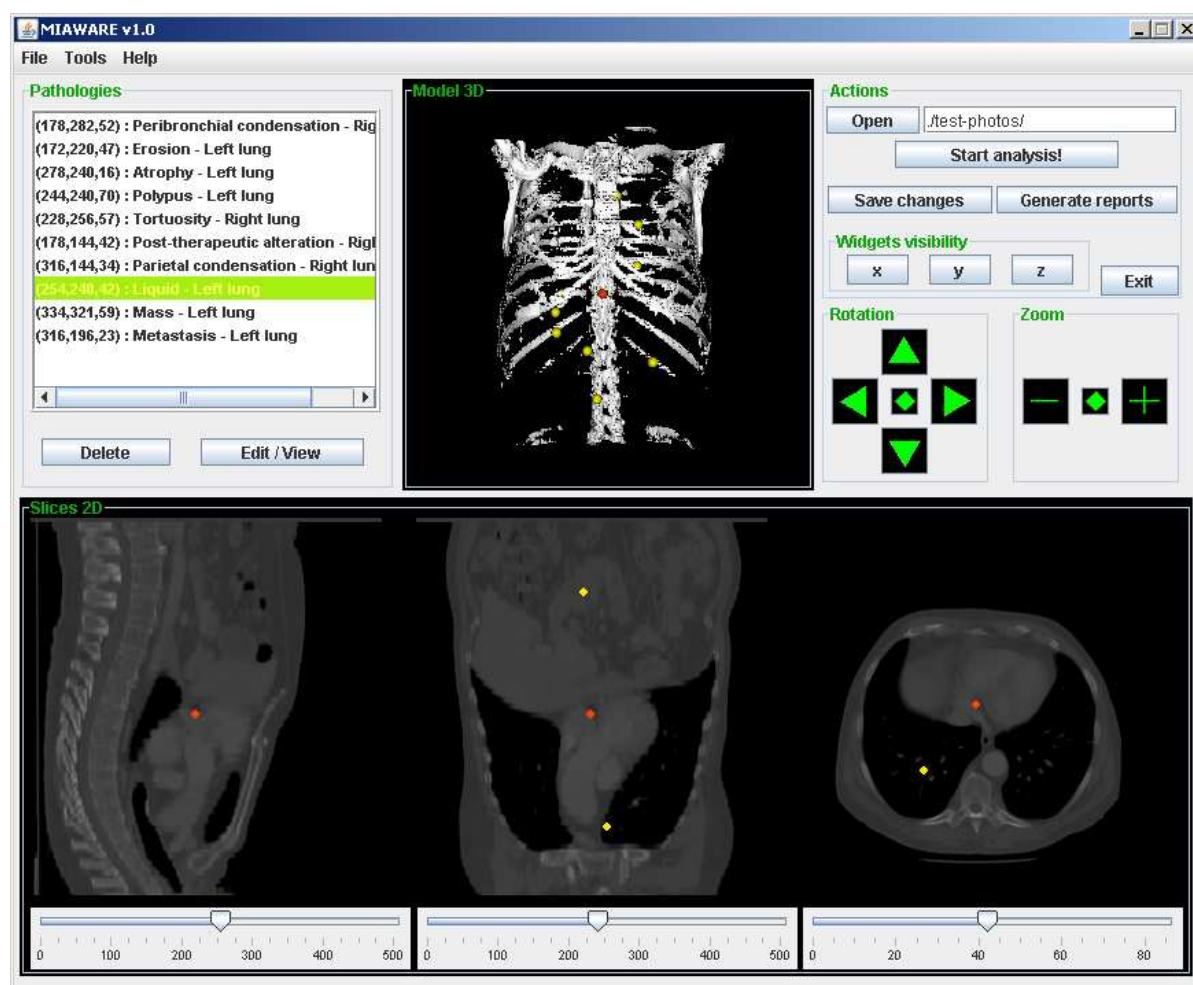 MIAWARE v1.0
File Tools Help
Pathologies
(178,282,52) : Peribronchial condensation - Rig
(172,220,47) : Erosion - Left lung
(278,240,16) : Atrophy - Left lung
(244,240,70) : Polypus - Left lung
(228,256,57) : Tortuosity - Right lung
(178,144,42) : Post-therapeutic alteration - Rigl
(316,144,34) : Parietal condensation - Right lun
(254,240,42) : Liquid - Left lung
(334,321,59) : Mass - Left lung
(316,196,23) : Metastasis - Left lung
Delete Edit / View
Model 3D
Actions
Open ./test-photos/
Start analysis!
Save changes Generate reports
Widgets visibility
x y z
Exit
Rotation Zoom
Slices 2D
0 100 200 300 400 500
0 100 200 300 400 500
0 20 40 60 80